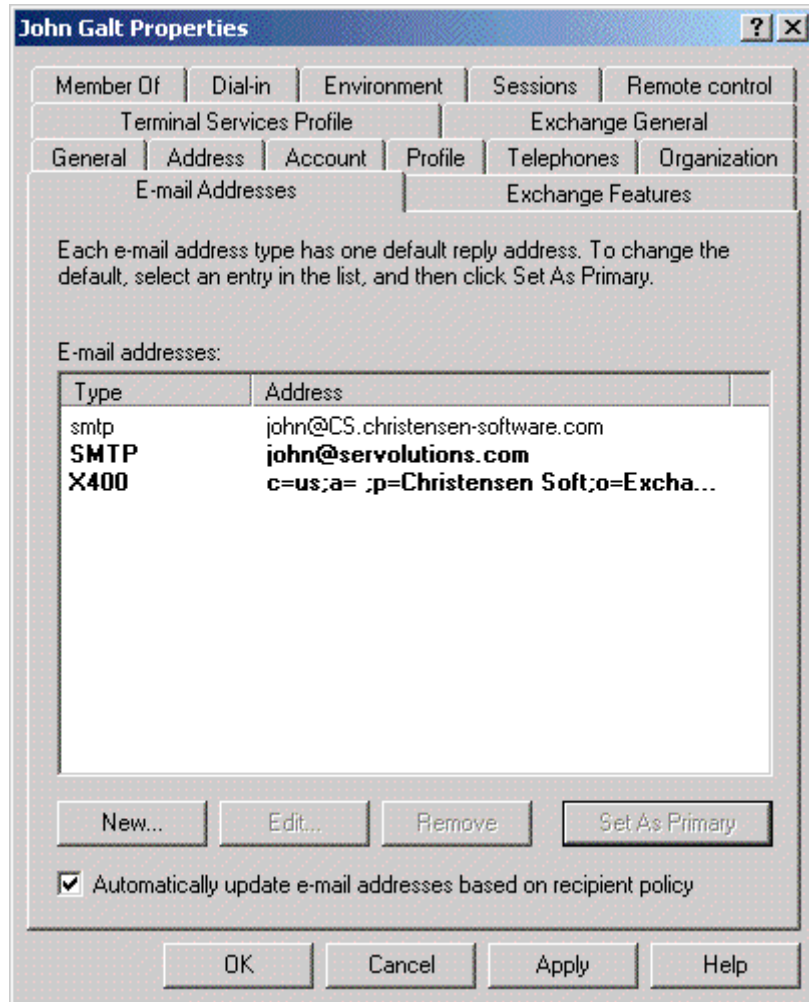 John Galt Properties
Member Of Dial-in Environment Sessions Remote control
Terminal Services Profile Exchange General
General Address Account Profile Telephones Organization
E-mail Addresses Exchange Features
Each e-mail address type has one default reply address. To change the
default, select an entry in the list, and then click Set As Primary.
E-mail addresses:
Type Address
smtp john@CS.christensen-software.com
SMTP john@servolutions.com
X400 c=us;a= ;p=Christensen Soft;o=Excha...
New... Edit... Remove Set As Primary
Automatically update e-mail addresses based on recipient policy
OK Cancel Apply Help